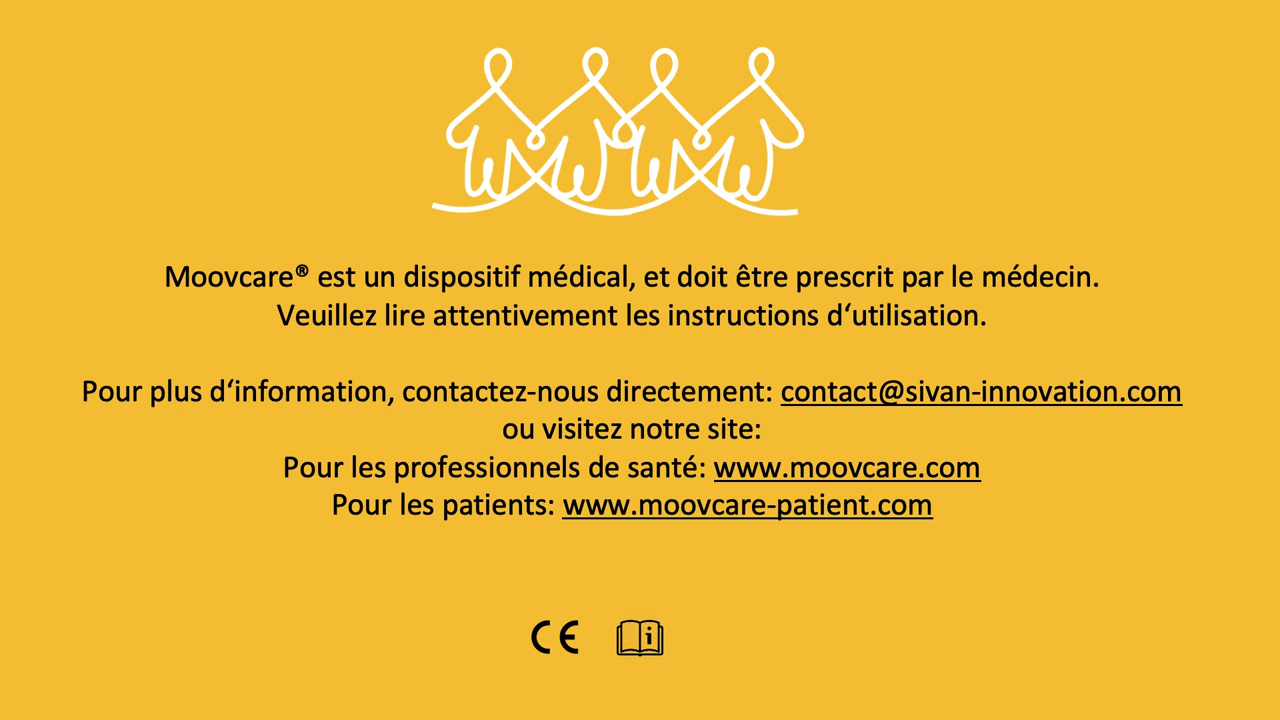 Moovcare® est un dispositif médical, et doit être prescrit par le médecin.
Veuillez lire attentivement les instructions d‘utilisation.
Pour plus d‘information, contactez-nous directement: contact@sivan-innovation.com
ou visitez notre site:
Pour les professionnels de santé: www.moovcare.com
Pour les patients: www.moovcare-patient.com
CE i